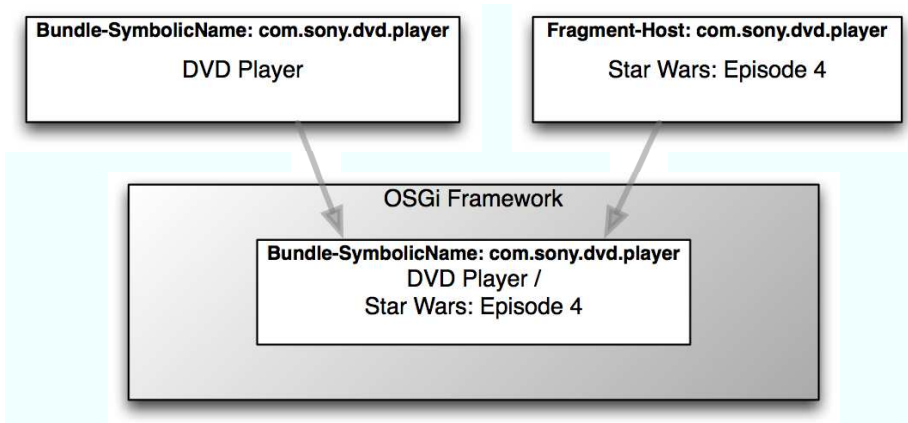 Bundle-SymbolicName: com.sony.dvd.player
DVD Player
Fragment-Host: com.sony.dvd.player
Star Wars: Episode 4
OSGi Framework
Bundle-SymbolicName: com.sony.dvd.player
DVD Player /
Star Wars: Episode 4